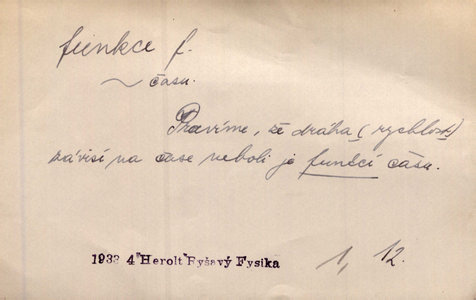 funkce f.
~ času.
Pravíme, že dráha (rychlost)
závisí na čase neboli je funkcí času.
1933 4"Herolt"Ryšavý Fysika
1, 12.